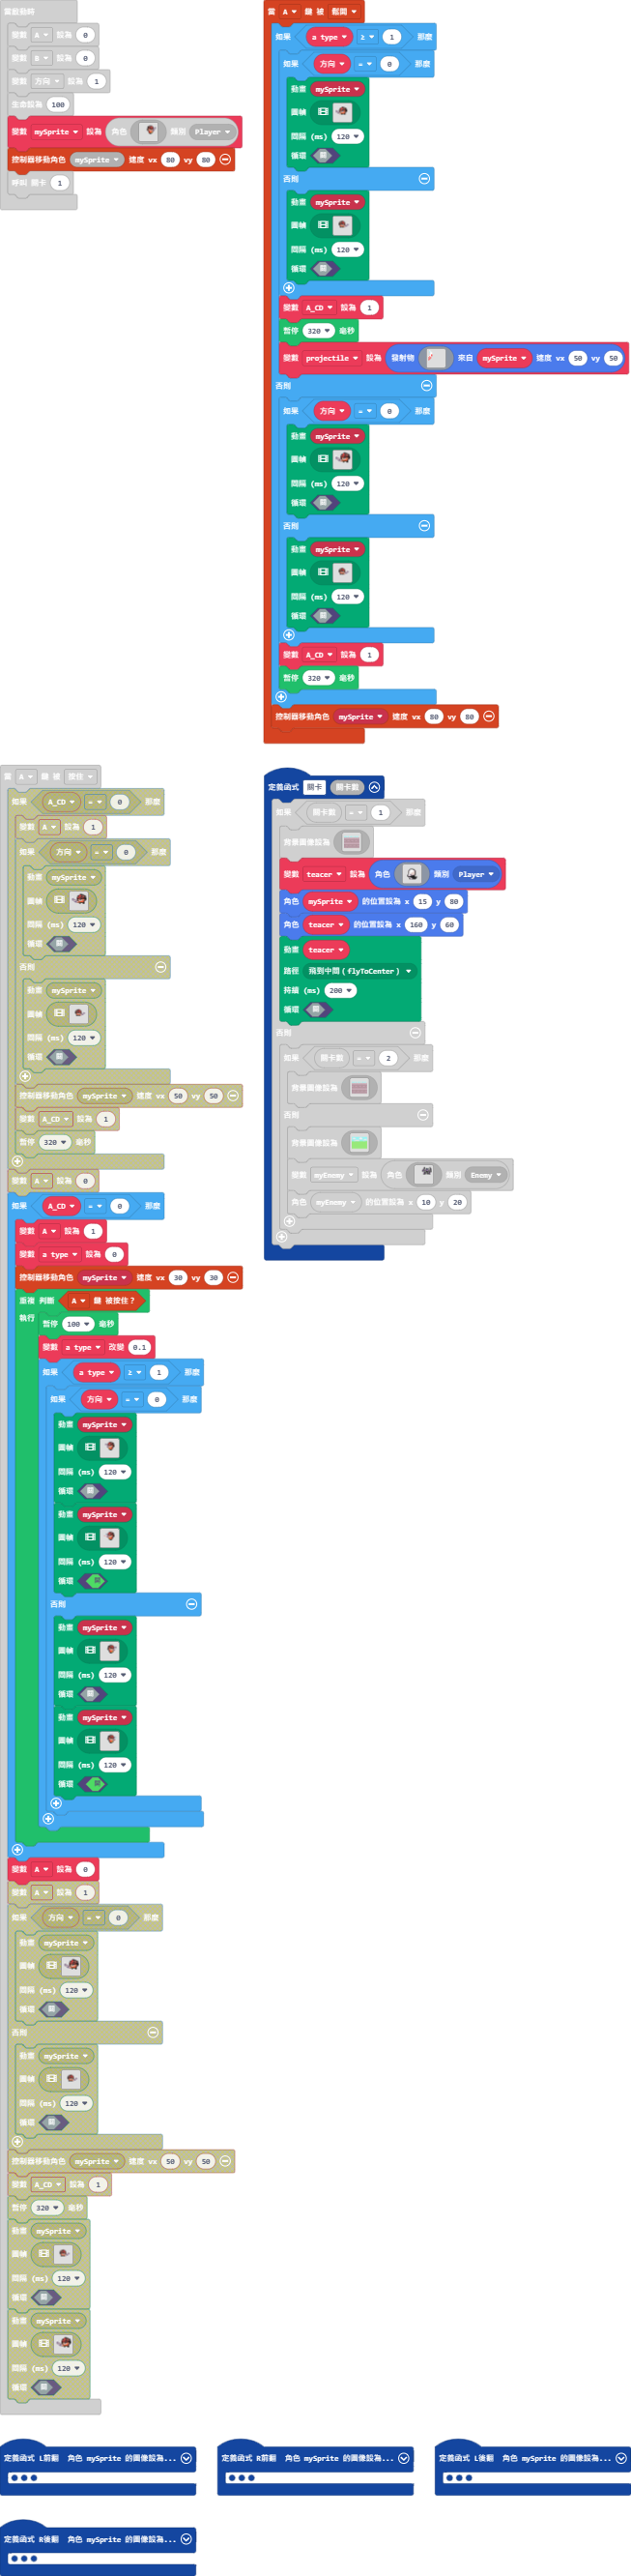 當啟動時
變數 A 設為 0
變數 B 設為 0
變數 方向 設為 1
生命設為 100
變數 mySprite 設為 角色 類別 Player
控制器移動角色 mySprite 速度 vx 80 vy 80
呼叫 關卡 1
當 A 鍵 被 鬆開
如果 a type ≥ 1 那麼
如果 方向 = 0 那麼
動畫 mySprite
圖幀
間隔 (ms) 120
循環
否則
動畫 mySprite
圖幀
間隔 (ms) 120
循環
變數 A_CD 設為 1
暫停 320 毫秒
變數 projectile 設為 發射物 來自 mySprite 速度 vx 50 vy 50
否則
如果 方向 = 0 那麼
動畫 mySprite
圖幀
間隔 (ms) 120
循環
否則
動畫 mySprite
圖幀
間隔 (ms) 120
循環
變數 A_CD 設為 1
暫停 320 毫秒
控制器移動角色 mySprite 速度 vx 80 vy 80
當 A 鍵 被 按住
如果 A_CD = 0 那麼
變數 A 設為 1
如果 方向 = 0 那麼
動畫 mySprite
圖幀
間隔 (ms) 120
循環
否則
動畫 mySprite
圖幀
間隔 (ms) 120
循環
控制器移動角色 mySprite 速度 vx 50 vy 50
變數 A_CD 設為 1
暫停 320 毫秒
變數 A 設為 0
如果 A_CD = 0 那麼
變數 A 設為 1
變數 a type 設為 0
控制器移動角色 mySprite 速度 vx 30 vy 30
重複 判斷 A 鍵 被按住？
執行 暫停 100 毫秒
變數 a type 改變 0.1
如果 a type ≥ 1 那麼
如果 方向 = 0 那麼
動畫 mySprite
圖幀
間隔 (ms) 120
循環
動畫 mySprite
圖幀
間隔 (ms) 120
循環
否則
動畫 mySprite
圖幀
間隔 (ms) 120
循環
動畫 mySprite
圖幀
間隔 (ms) 120
循環
變數 A 設為 0
變數 A 設為 1
如果 方向 = 0 那麼
動畫 mySprite
圖幀
間隔 (ms) 120
循環
否則
動畫 mySprite
圖幀
間隔 (ms) 120
循環
控制器移動角色 mySprite 速度 vx 50 vy 50
變數 A_CD 設為 1
暫停 320 毫秒
動畫 mySprite
圖幀
間隔 (ms) 120
循環
動畫 mySprite
圖幀
間隔 (ms) 120
循環
定義函式 關卡 關卡數
如果 關卡數 = 1 那麼
背景圖像設為
變數 teacer 設為 角色 類別 Player
角色 mySprite 的位置設為 x 15 y 80
角色 teacer 的位置設為 x 160 y 60
動畫 teacer
路徑 飛到中間 (flyToCenter)
持續 (ms) 200
循環
否則
如果 關卡數 = 2 那麼
背景圖像設為
否則
背景圖像設為
變數 myEnemy 設為 角色 類別 Enemy
角色 myEnemy 的位置設為 x 10 y 20
定義函式 L前翻 角色 mySprite 的圖像設為...
定義函式 R前翻 角色 mySprite 的圖像設為...
定義函式 L後翻 角色 mySprite 的圖像設為...
定義函式 R後翻 角色 mySprite 的圖像設為...